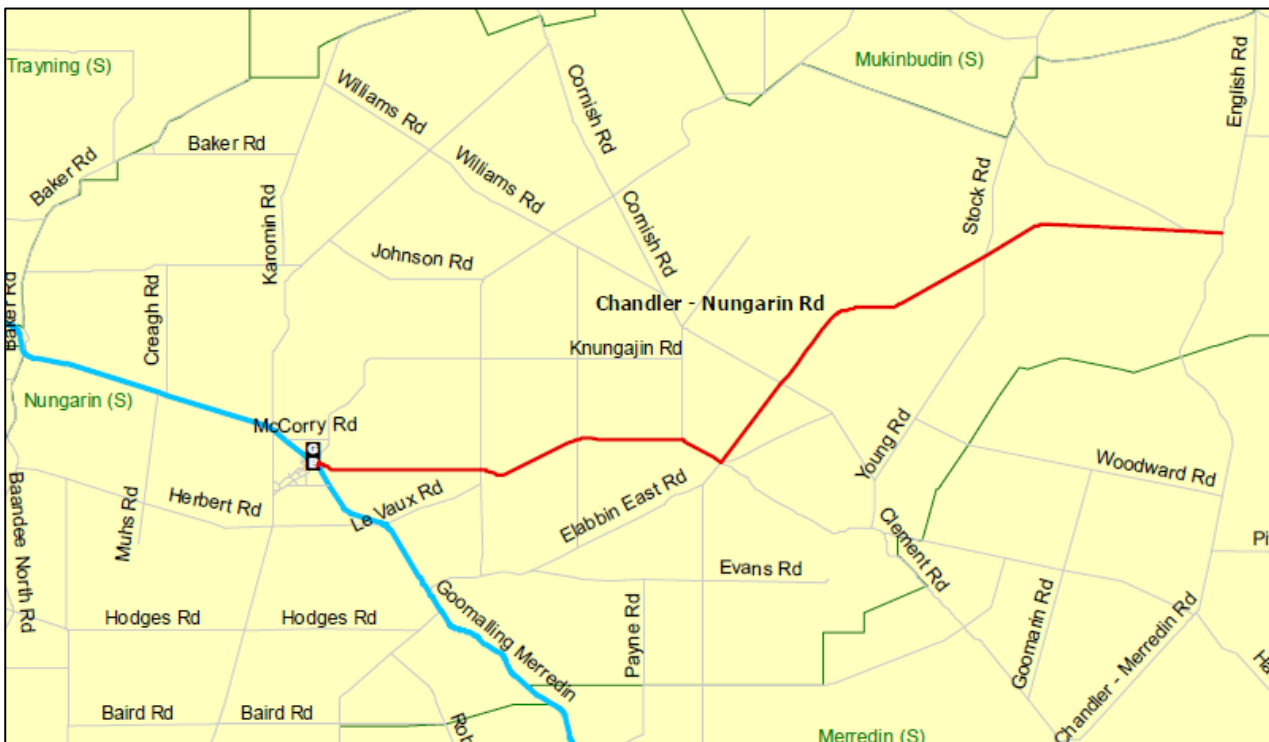 Trayning (S)
Mukinbudin (S)
English Rd
Williams Rd
Cornish Rd
Baker Rd
Baker Rd
Williams Rd
Stock Rd
Karomin Rd
Cornish Rd
Johnson Rd
Baker Rd
Creagh Rd
Chandler - Nungarin Rd
Knungajin Rd
Nungarin (S)
McCorry Rd
Young Rd
Woodward Rd
Baandee North Rd
Muhs Rd
Herbert Rd
Le Vaux Rd
Elabbin East Rd
Clement Rd
Pi
Evans Rd
Goomalling Merredin
Hodges Rd
Hodges Rd
Payne Rd
Goomarin Rd
Chandler - Merredin Rd
Baird Rd
Baird Rd
Merredin (S)